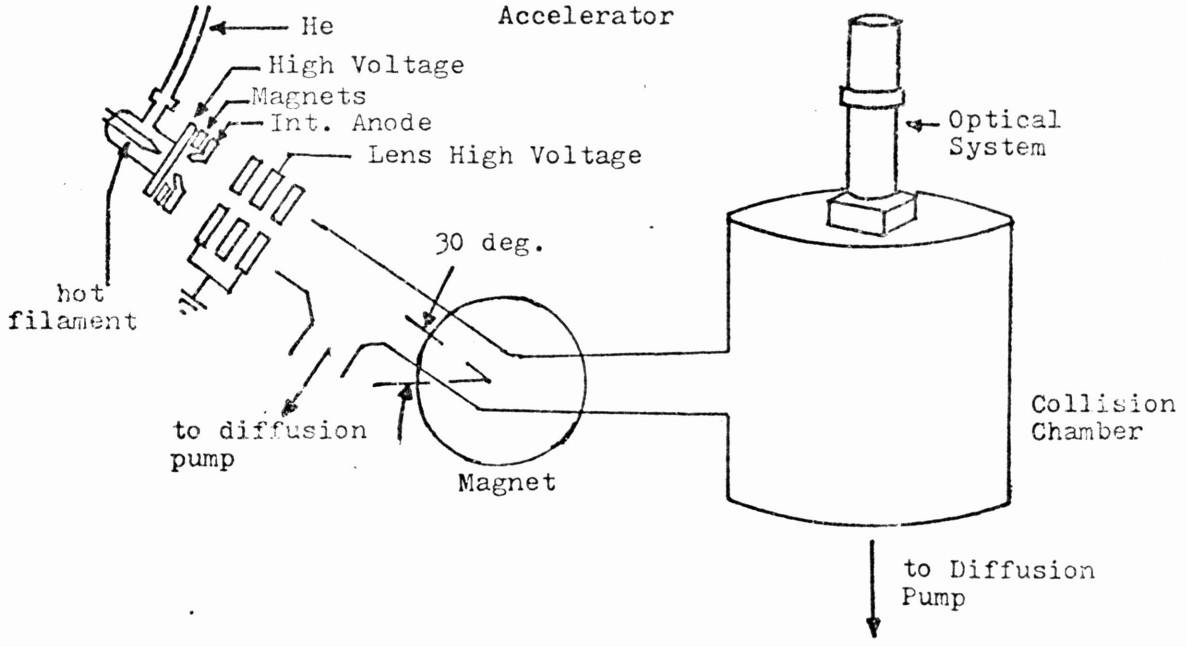 Accelerator
He
High Voltage
Magnets
Int. Anode
Lens High Voltage
Optical
System
30 deg.
hot
filament
to diffusion
pump
Magnet
Collision
Chamber
to Diffusion
Pump